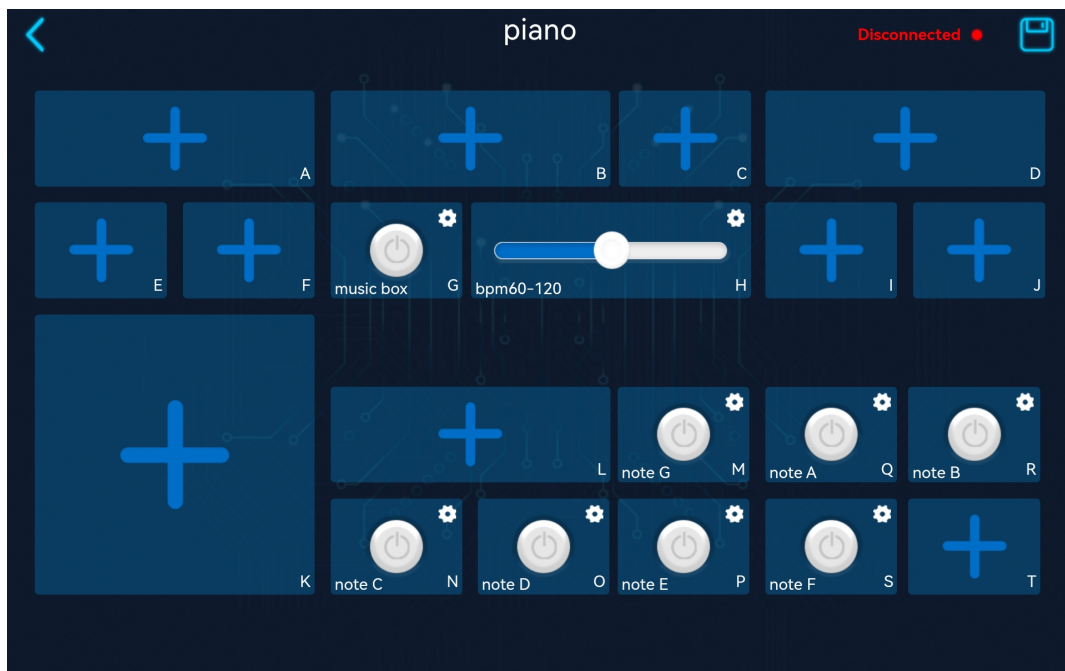 piano
Disconnected
A
B
C
D
E
F
music box G
bpm60-120 H
I
J
K
L
note G M
note A Q
note B R
note C N
note D O
note E P
note F S
T